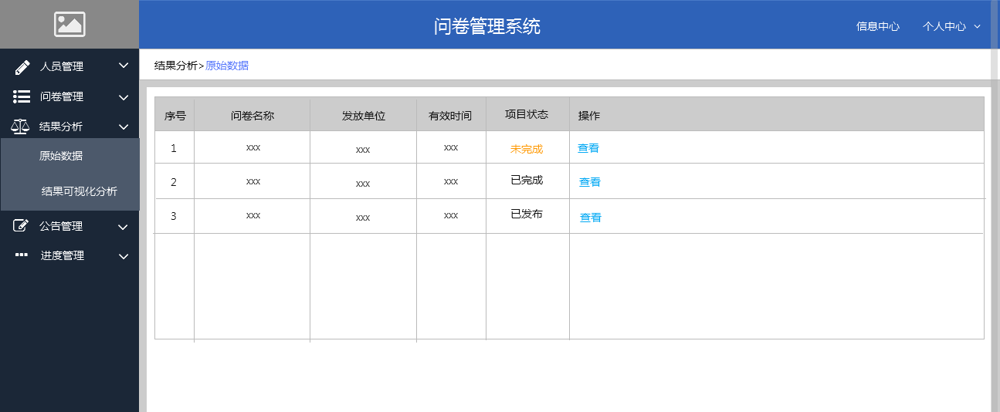 问卷管理系统
信息中心
个人中心
人员管理
问卷管理
结果分析
原始数据
结果可视化分析
公告管理
进度管理
结果分析>原始数据
序号 问卷名称 发放单位 有效时间 项目状态 操作
1 xxx xxx xxx 未完成 查看
2 xxx xxx xxx 已完成 查看
3 xxx xxx xxx 已发布 查看